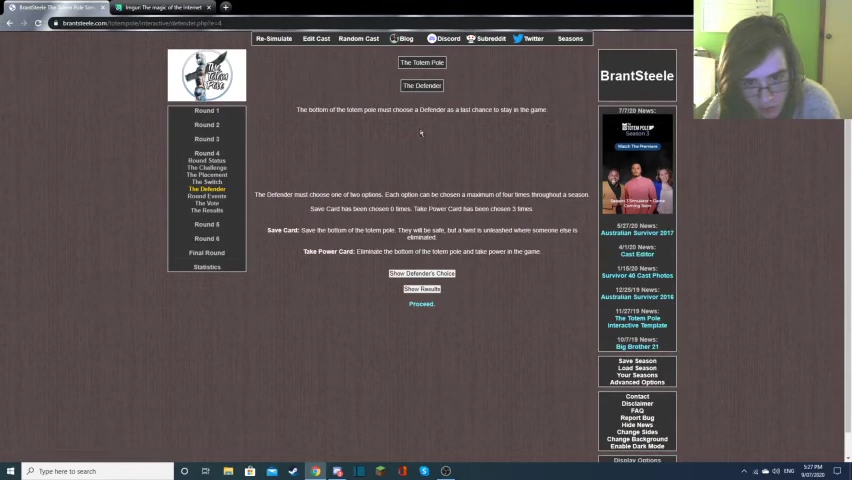 BrantSteele The Totem Pole Sim
Imgur: The magic of the Internet
brantsteele.com/totempole/interactive/defender.php?e=4
Re-Simulate
Edit Cast
Random Cast
Blog
Discord
Subreddit
Twitter
Seasons
The Totem Pole
The Totem Pole
The Defender
The bottom of the totem pole must choose a Defender as a last chance to stay in the game.
The Defender must choose one of two options. Each option can be chosen a maximum of four times throughout a season.
Save Card has been chosen 0 times. Take Power Card has been chosen 3 times
Save Card: Save the bottom of the totem pole. They will be safe, but a twist is unleashed where someone else is
eliminated.
Take Power Card: Eliminate the bottom of the totem pole and take power in the game.
Show Defender's Choice
Show Results
Proceed.
Round 1
Round 2
Round 3
Round 4
Round Status
The Challenge
The Placement
The Switch
The Defender
Round Events
The Vote
The Results
Round 5
Round 6
Final Round
Statistics
BrantSteele
7/7/20 News:
THE TOTEM POLE
Season 3
Watch The Premiere
Season 3 Simulator + Game
Coming Soon
5/27/20 News:
Australian Survivor 2017
4/1/20 News:
Cast Editor
1/15/20 News:
Survivor 40 Cast Photos
12/25/19 News:
Australian Survivor 2016
11/27/19 News:
The Totem Pole
Interactive Template
10/7/19 News:
Big Brother 21
Save Season
Load Season
Your Seasons
Advanced Options
Contact
Disclaimer
FAQ
Report Bug
Hide News
Change Sides
Change Background
Enable Dark Mode
Display Options
Type here to search
ENG
5:27 PM
9/07/2020